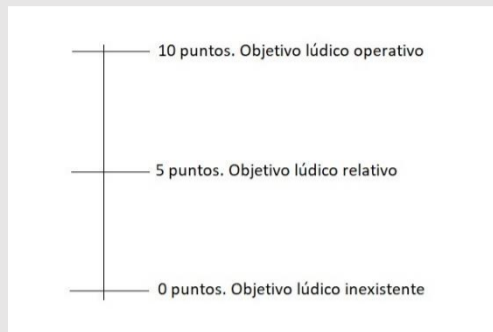 10 puntos. Objetivo lúdico operativo
5 puntos. Objetivo lúdico relativo
0 puntos. Objetivo lúdico inexistente